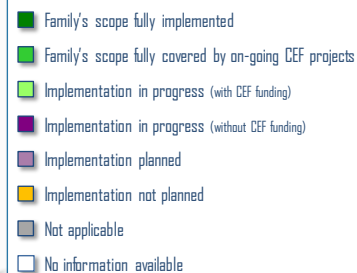 Family's scope fully implemented
Family's scope fully covered by on-going CEF projects
Implementation in progress (with CEF funding)
Implementation in progress (without CEF funding)
Implementation planned
Implementation not planned
Not applicable
No information available